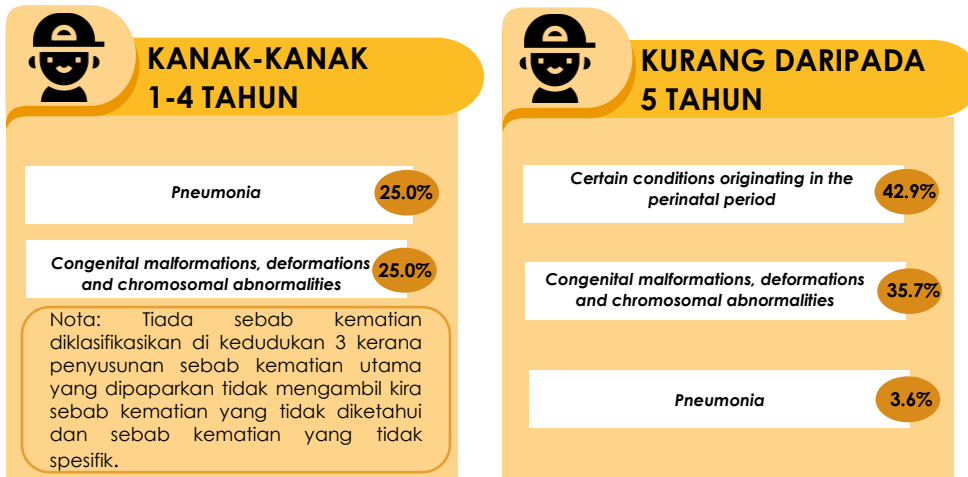 KANAK-KANAK
1-4 TAHUN
Pneumonia
25.0%
Congenital malformations, deformations
and chromosomal abnormalities
25.0%
Nota: Tiada sebab kematian
diklasifikasikan di kedudukan 3 kerana
penyusunan sebab kematian utama
yang dipaparkan tidak mengambil kira
sebab kematian yang tidak diketahui
dan sebab kematian yang tidak
spesifik.
KURANG DARIPADA
5 TAHUN
Certain conditions originating in the
perinatal period
42.9%
Congenital malformations, deformations
and chromosomal abnormalities
35.7%
Pneumonia
3.6%